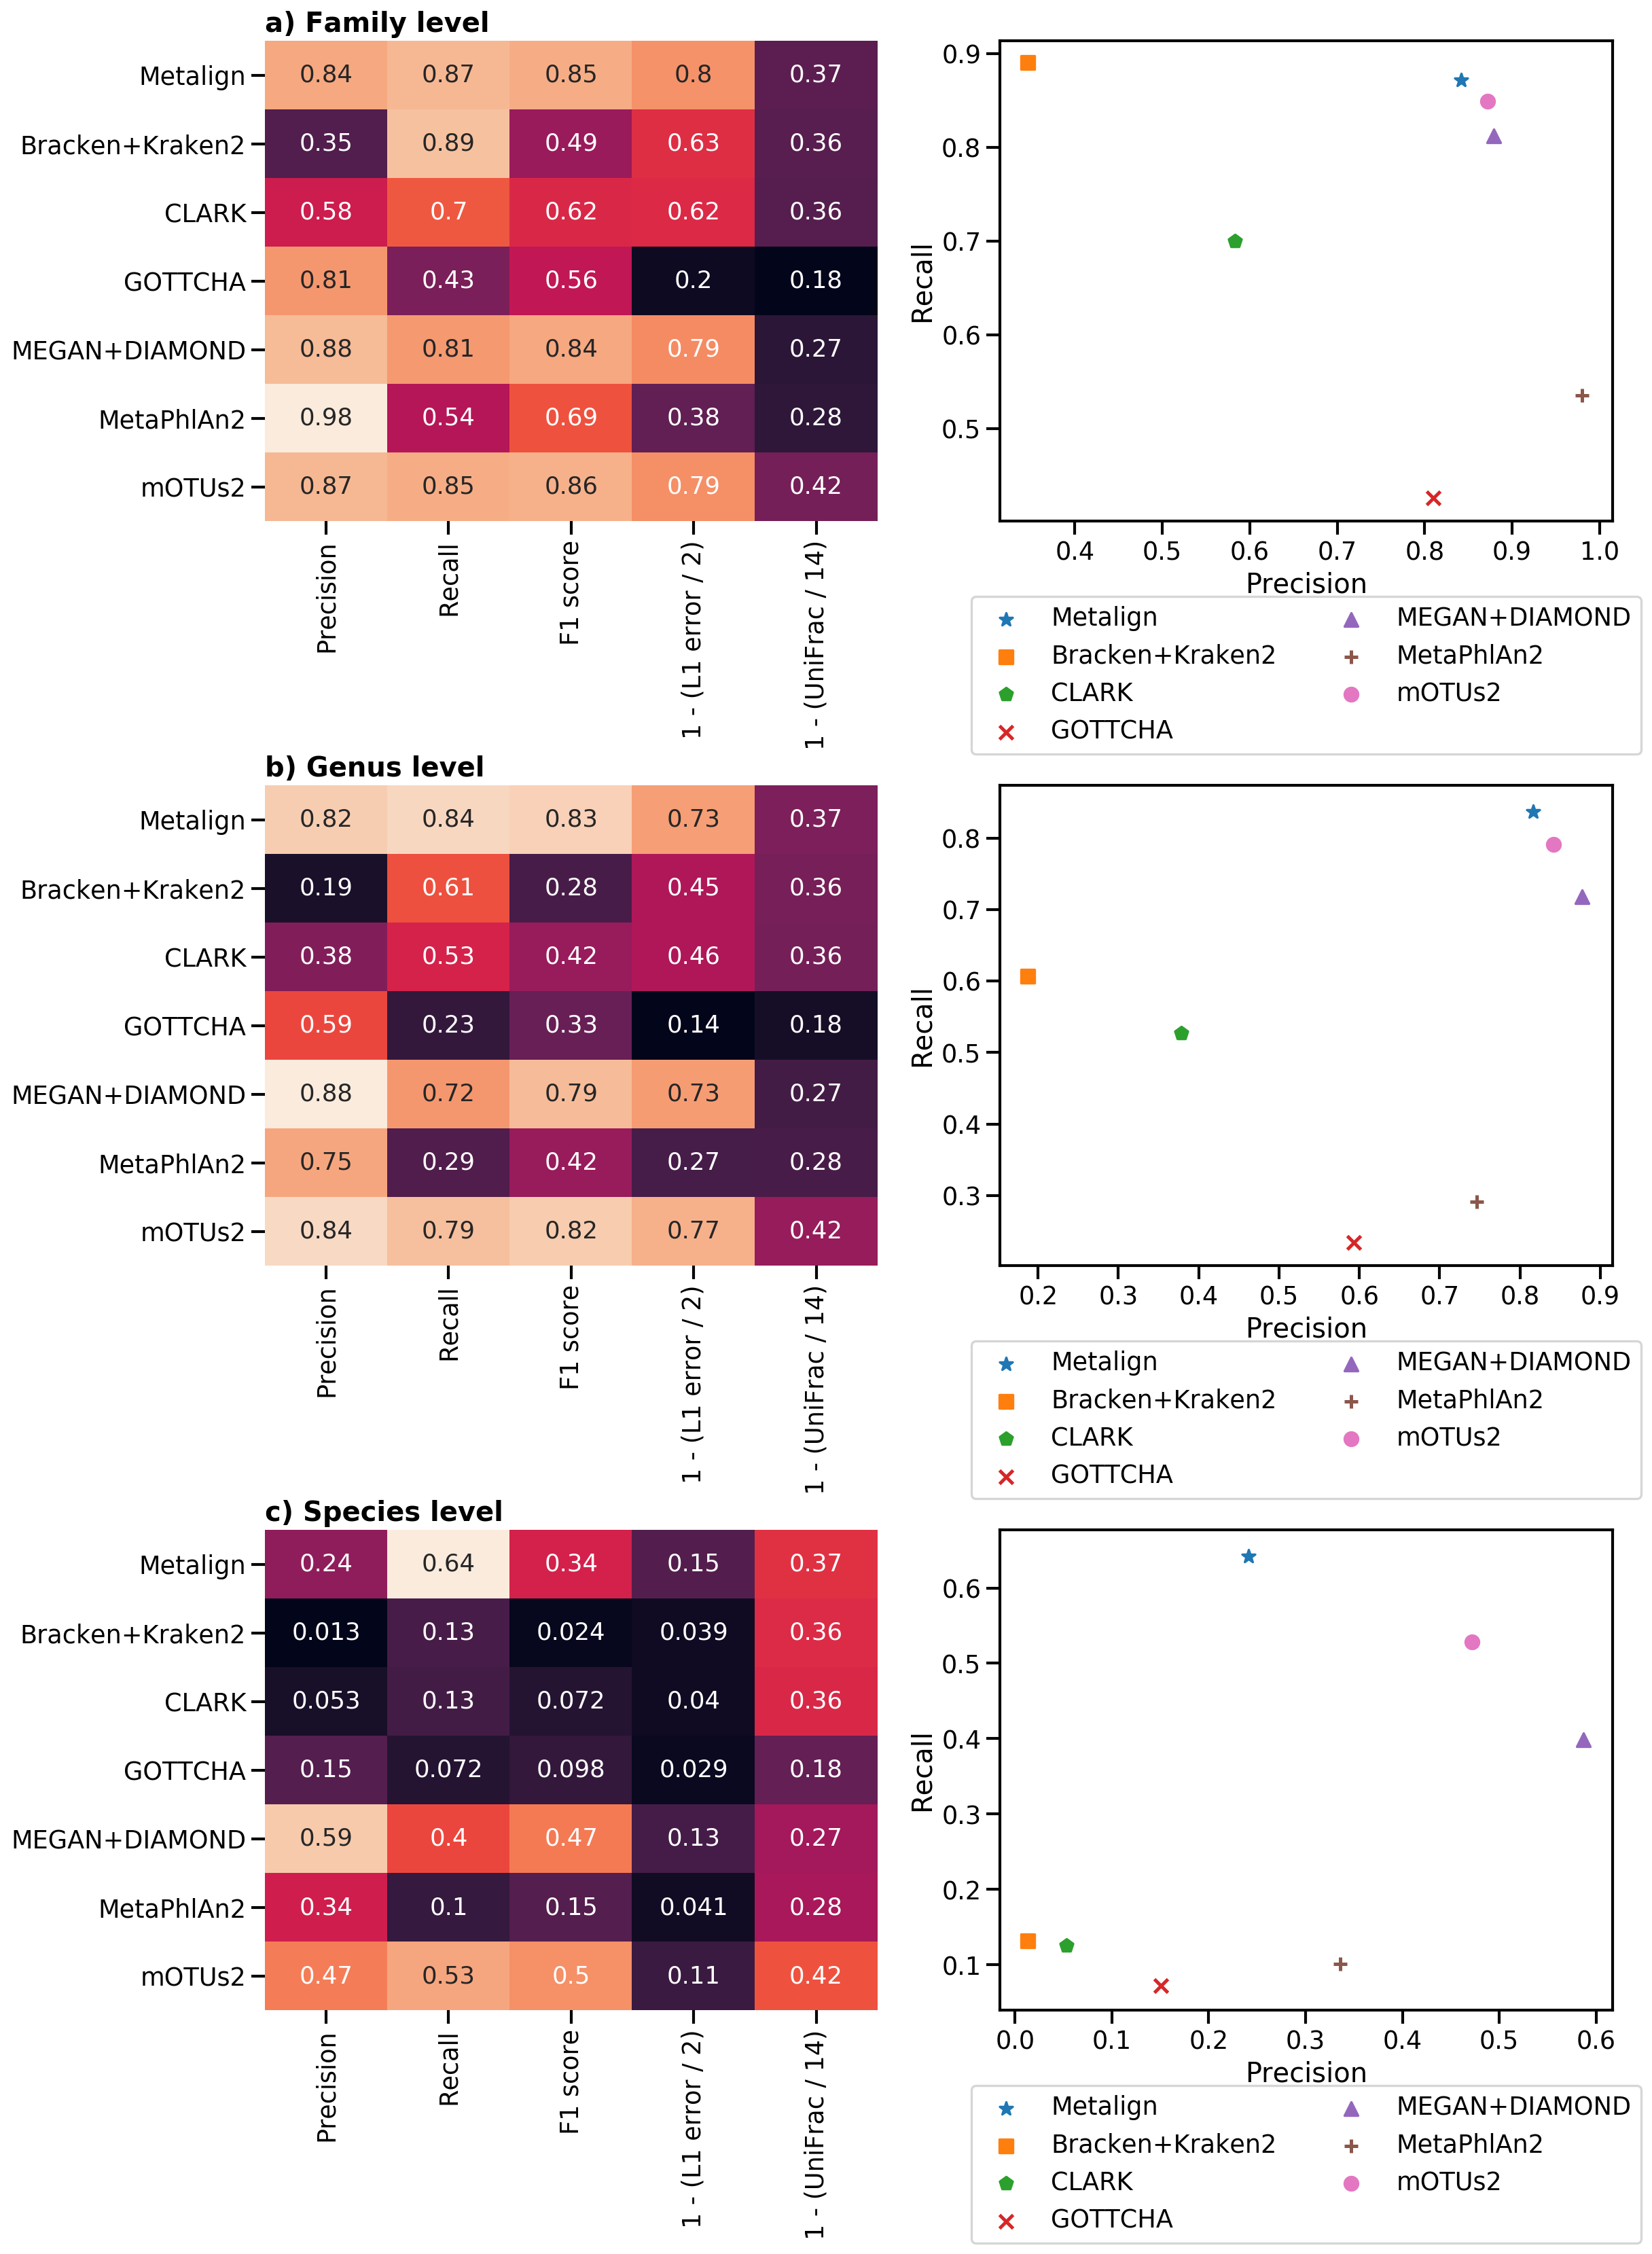 a) Family level
Metalign 0.84 0.87 0.85 0.8 0.37
Bracken+Kraken2 0.35 0.89 0.49 0.63 0.36
CLARK 0.58 0.7 0.62 0.62 0.36
GOTTCHA 0.81 0.43 0.56 0.2 0.18
MEGAN+DIAMOND 0.88 0.81 0.84 0.79 0.27
MetaPhlAn2 0.98 0.54 0.69 0.38 0.28
mOTUs2 0.87 0.85 0.86 0.79 0.42
Precision
Recall
F1 score
1 - (L1 error / 2)
1 - (UniFrac / 14)
Recall
0.9
0.8
0.7
0.6
0.5
0.4 0.5 0.6 0.7 0.8 0.9 1.0
Precision
Metalign
Bracken+Kraken2
CLARK
GOTTCHA
MEGAN+DIAMOND
MetaPhlAn2
mOTUs2
b) Genus level
Metalign 0.82 0.84 0.83 0.73 0.37
Bracken+Kraken2 0.19 0.61 0.28 0.45 0.36
CLARK 0.38 0.53 0.42 0.46 0.36
GOTTCHA 0.59 0.23 0.33 0.14 0.18
MEGAN+DIAMOND 0.88 0.72 0.79 0.73 0.27
MetaPhlAn2 0.75 0.29 0.42 0.27 0.28
mOTUs2 0.84 0.79 0.82 0.77 0.42
Precision
Recall
F1 score
1 - (L1 error / 2)
1 - (UniFrac / 14)
Recall
0.8
0.7
0.6
0.5
0.4
0.3
0.2 0.3 0.4 0.5 0.6 0.7 0.8 0.9
Precision
Metalign
Bracken+Kraken2
CLARK
GOTTCHA
MEGAN+DIAMOND
MetaPhlAn2
mOTUs2
c) Species level
Metalign 0.24 0.64 0.34 0.15 0.37
Bracken+Kraken2 0.013 0.13 0.024 0.039 0.36
CLARK 0.053 0.13 0.072 0.04 0.36
GOTTCHA 0.15 0.072 0.098 0.029 0.18
MEGAN+DIAMOND 0.59 0.4 0.47 0.13 0.27
MetaPhlAn2 0.34 0.1 0.15 0.041 0.28
mOTUs2 0.47 0.53 0.5 0.11 0.42
Precision
Recall
F1 score
1 - (L1 error / 2)
1 - (UniFrac / 14)
Recall
0.6
0.5
0.4
0.3
0.2
0.1
0.0 0.1 0.2 0.3 0.4 0.5 0.6
Precision
Metalign
Bracken+Kraken2
CLARK
GOTTCHA
MEGAN+DIAMOND
MetaPhlAn2
mOTUs2